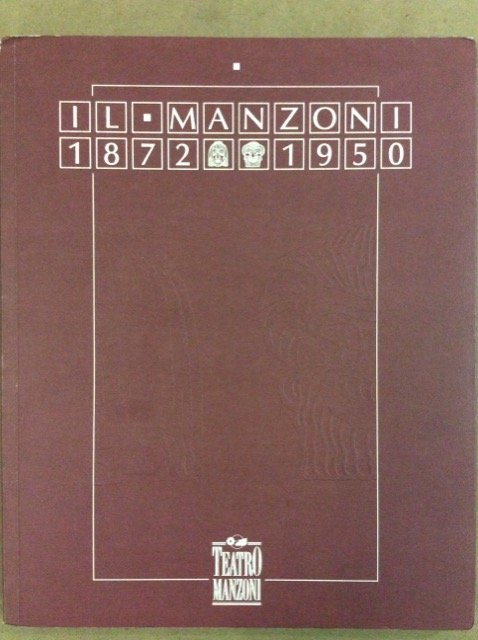 IL ▪ MANZONI
1872 1950
TEATRO
MANZONI